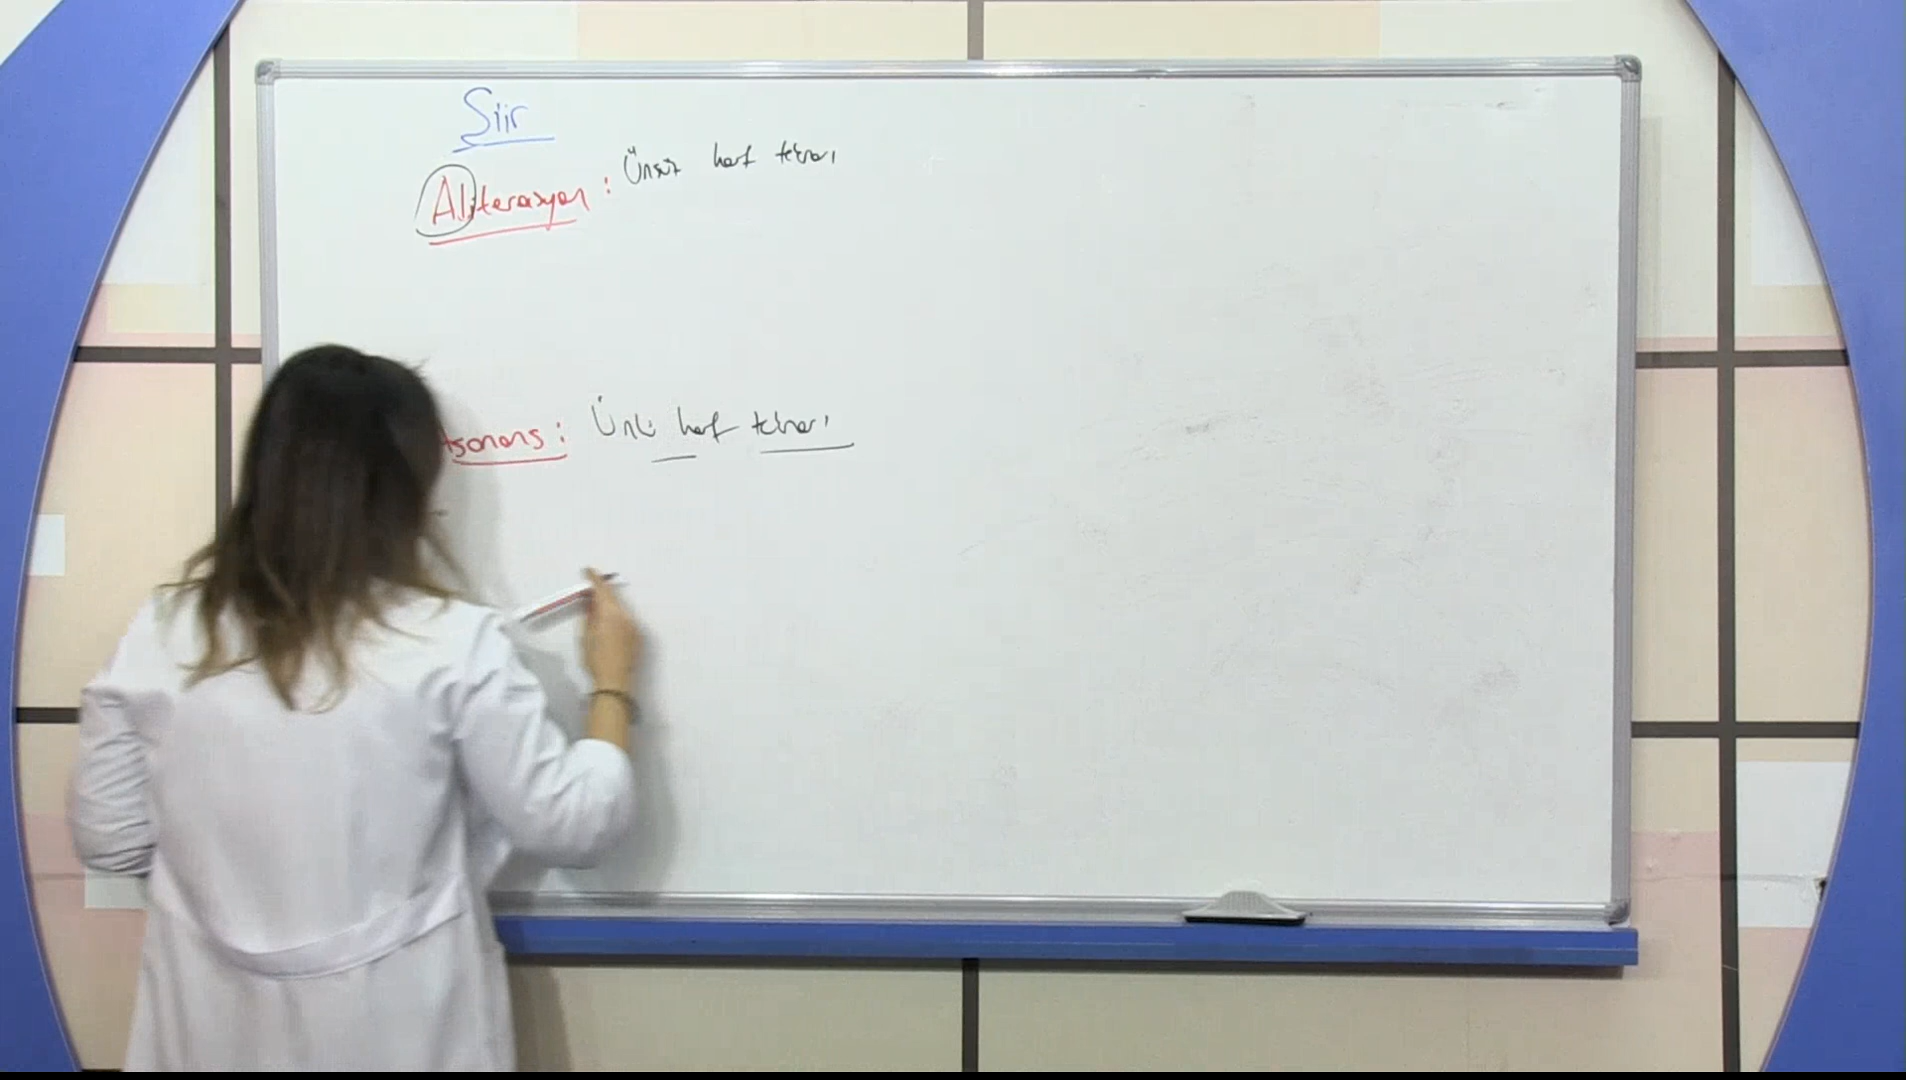 Şiir
Aliterasyon : Ünsüz harf tekrarı
Asonans : Ünlü harf tekrarı